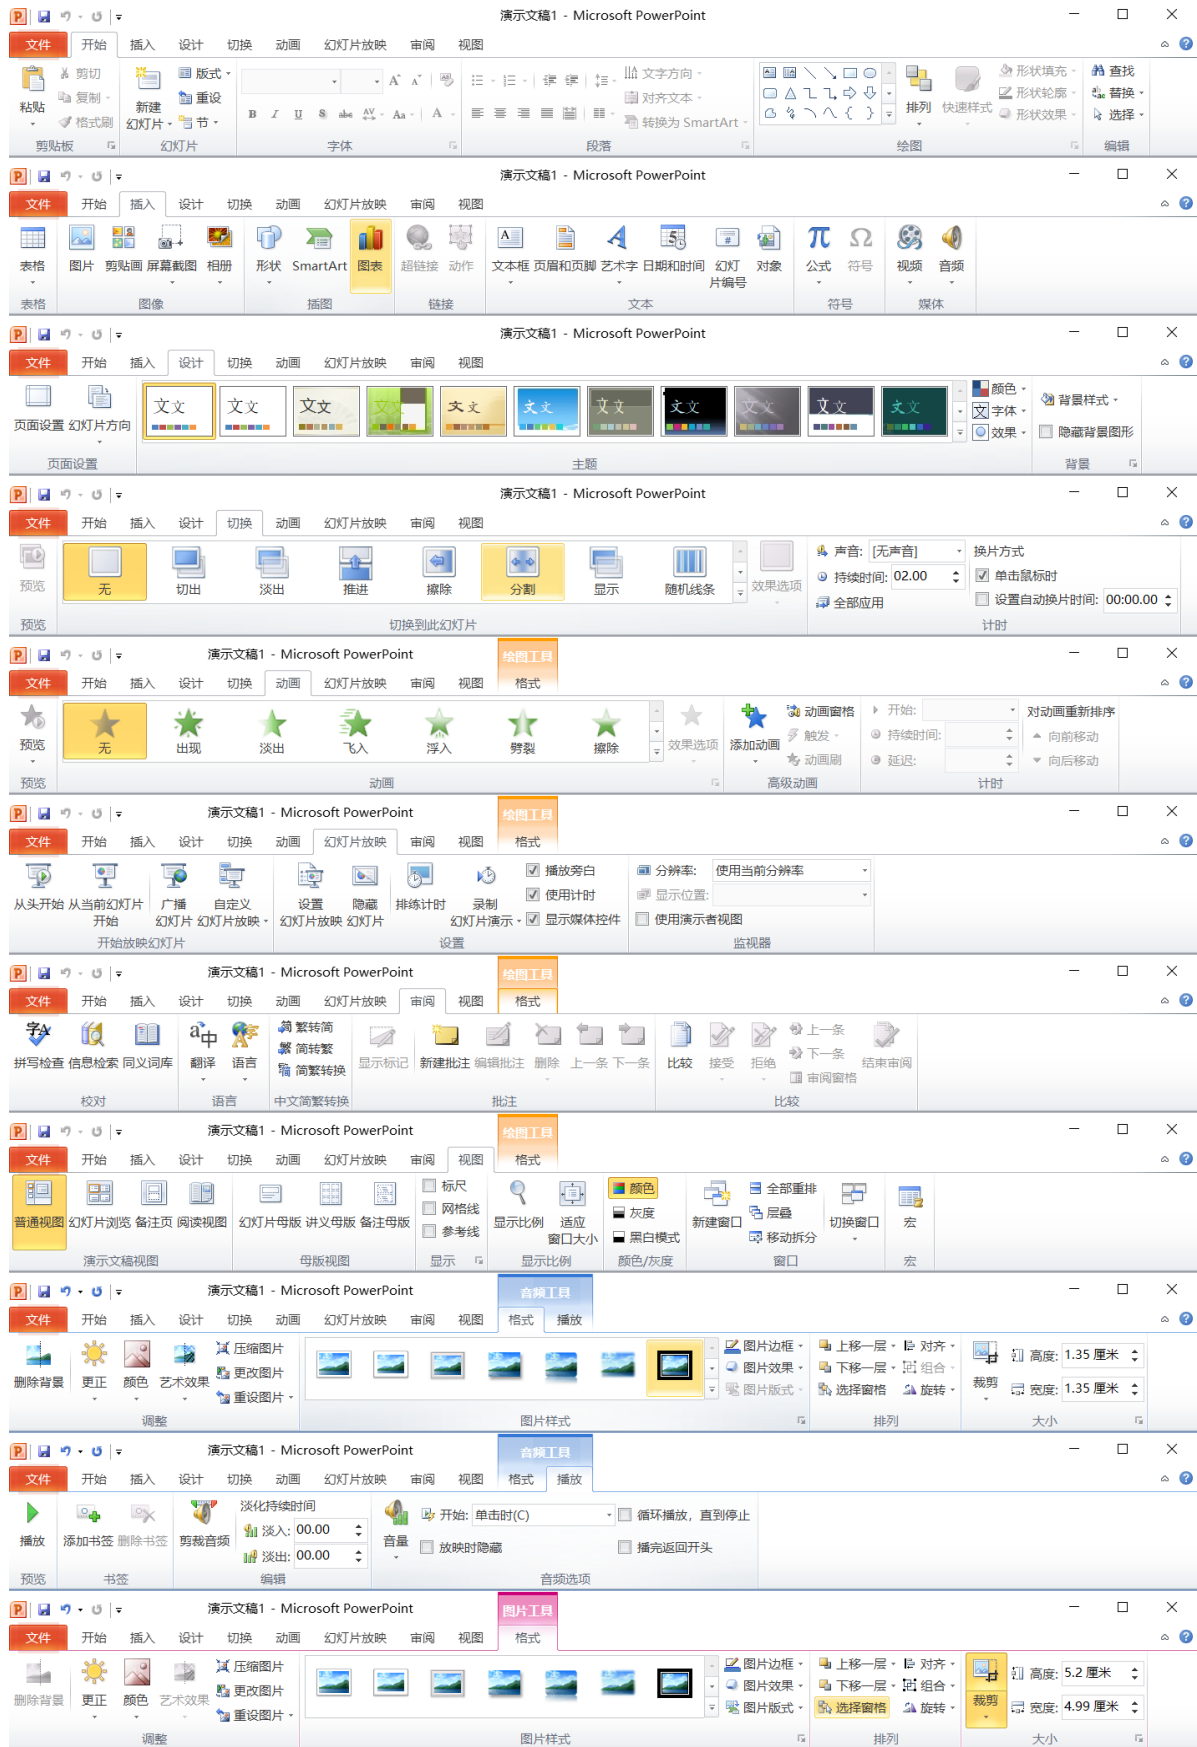 演示文稿1 - Microsoft PowerPoint
文件 开始 插入 设计 切换 动画 幻灯片放映 审阅 视图
剪切 版式 文字方向 形状填充 查找
粘贴 复制 新建 重设 对齐文本 排列 快速样式 形状轮廓 替换
格式刷 幻灯片 节 B I U S abc AV Aa A 转换为 SmartArt 形状效果 选择
剪贴板 幻灯片 字体 段落 绘图 编辑
演示文稿1 - Microsoft PowerPoint
文件 开始 插入 设计 切换 动画 幻灯片放映 审阅 视图
表格 图片 剪贴画 屏幕截图 相册 形状 SmartArt 图表 超链接 动作 文本框 页眉和页脚 艺术字 日期和时间 幻灯 对象 公式 符号 视频 音频
片编号
表格 图像 插图 链接 文本 符号 媒体
演示文稿1 - Microsoft PowerPoint
文件 开始 插入 设计 切换 动画 幻灯片放映 审阅 视图
颜色
文文 文文 文文 文文 文文 文文 文文 文文 文文 文文 文文 背景样式
页面设置 幻灯片方向 文 字体
效果 隐藏背景图形
页面设置 主题 背景
演示文稿1 - Microsoft PowerPoint
文件 开始 插入 设计 切换 动画 幻灯片放映 审阅 视图
声音: [无声音] 换片方式
预览 无 切出 淡出 推进 擦除 分割 显示 随机线条 效果选项 持续时间: 02.00 单击鼠标时
全部应用 设置自动换片时间: 00:00.00
预览 切换到此幻灯片 计时
演示文稿1 - Microsoft PowerPoint 绘图工具
文件 开始 插入 设计 切换 动画 幻灯片放映 审阅 视图 格式
动画窗格 开始: 对动画重新排序
预览 无 出现 淡出 飞入 浮入 劈裂 擦除 效果选项 添加动画 触发 持续时间: 向前移动
动画刷 延迟: 向后移动
预览 动画 高级动画 计时
演示文稿1 - Microsoft PowerPoint 绘图工具
文件 开始 插入 设计 切换 动画 幻灯片放映 审阅 视图 格式
播放旁白 分辨率: 使用当前分辨率
从头开始 从当前幻灯片 广播 自定义 设置 隐藏 排练计时 录制 使用计时 显示位置:
开始 幻灯片 幻灯片放映 幻灯片放映 幻灯片 幻灯片演示 显示媒体控件 使用演示者视图
开始放映幻灯片 设置 监视器
演示文稿1 - Microsoft PowerPoint 绘图工具
文件 开始 插入 设计 切换 动画 幻灯片放映 审阅 视图 格式
繁转简 上一条
拼写检查 信息检索 同义词库 翻译 语言 简转繁 显示标记 新建批注 编辑批注 删除 上一条 下一条 比较 接受 拒绝 下一条 结束审阅
简繁转换 审阅窗格
校对 语言 中文简繁转换 批注 比较
演示文稿1 - Microsoft PowerPoint 绘图工具
文件 开始 插入 设计 切换 动画 幻灯片放映 审阅 视图 格式
标尺 颜色 全部重排
普通视图 幻灯片浏览 备注页 阅读视图 幻灯片母版 讲义母版 备注母版 网格线 显示比例 适应 灰度 新建窗口 层叠 切换窗口 宏
参考线 窗口大小 黑白模式 移动拆分
演示文稿视图 母版视图 显示 显示比例 颜色/灰度 窗口 宏
演示文稿1 - Microsoft PowerPoint 音频工具
文件 开始 插入 设计 切换 动画 幻灯片放映 审阅 视图 格式 播放
压缩图片 图片边框 上移一层 对齐 高度: 1.35 厘米
删除背景 更正 颜色 艺术效果 更改图片 图片效果 下移一层 组合 裁剪
重设图片 图片版式 选择窗格 旋转 宽度: 1.35 厘米
调整 图片样式 排列 大小
演示文稿1 - Microsoft PowerPoint 音频工具
文件 开始 插入 设计 切换 动画 幻灯片放映 审阅 视图 格式 播放
淡化持续时间 开始: 单击时(C) 循环播放，直到停止
播放 添加书签 删除书签 剪裁音频 淡入: 00.00 音量
淡出: 00.00 放映时隐藏 播完返回开头
预览 书签 编辑 音频选项
演示文稿1 - Microsoft PowerPoint 图片工具
文件 开始 插入 设计 切换 动画 幻灯片放映 审阅 视图 格式
压缩图片 图片边框 上移一层 对齐 高度: 5.2 厘米
删除背景 更正 颜色 艺术效果 更改图片 图片效果 下移一层 组合 裁剪
重设图片 图片版式 选择窗格 旋转 宽度: 4.99 厘米
调整 图片样式 排列 大小